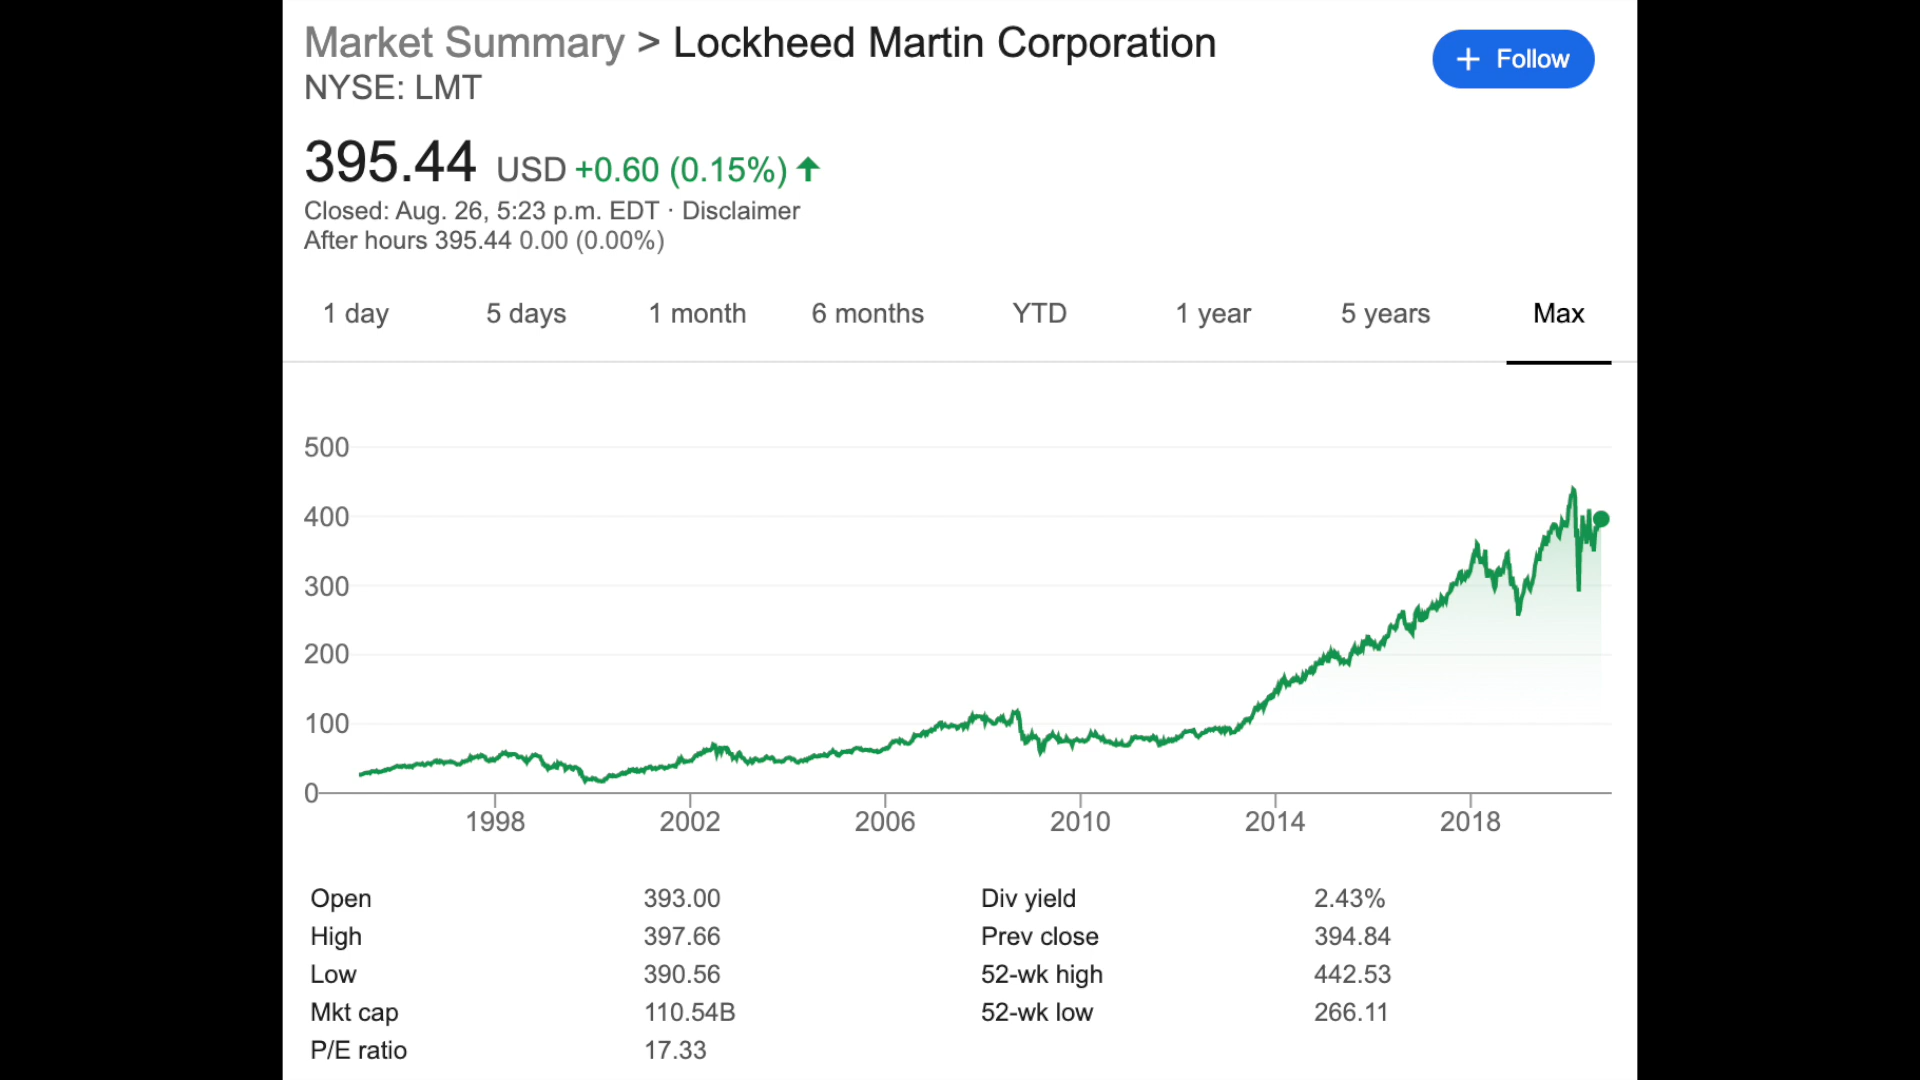 Market Summary > Lockheed Martin Corporation
NYSE: LMT
+ Follow
395.44 USD +0.60 (0.15%)
Closed: Aug. 26, 5:23 p.m. EDT · Disclaimer
After hours 395.44 0.00 (0.00%)
1 day 5 days 1 month 6 months YTD 1 year 5 years Max
500
400
300
200
100
0
1998 2002 2006 2010 2014 2018
Open 393.00 Div yield 2.43%
High 397.66 Prev close 394.84
Low 390.56 52-wk high 442.53
Mkt cap 110.54B 52-wk low 266.11
P/E ratio 17.33